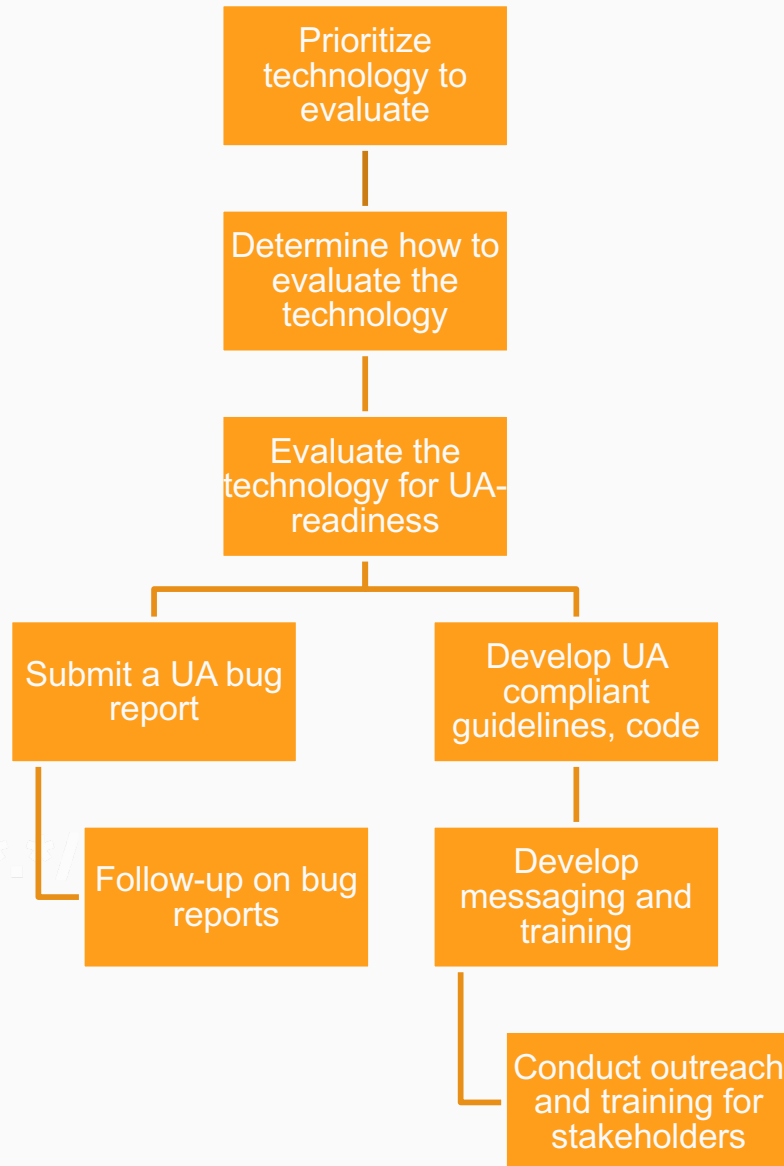 Prioritize
technology to
evaluate
Determine how to
evaluate the
technology
Evaluate the
technology for UA-
readiness
Submit a UA bug
report
Follow-up on bug
reports
Develop UA
compliant
guidelines, code
Develop
messaging and
training
Conduct outreach
and training for
stakeholders